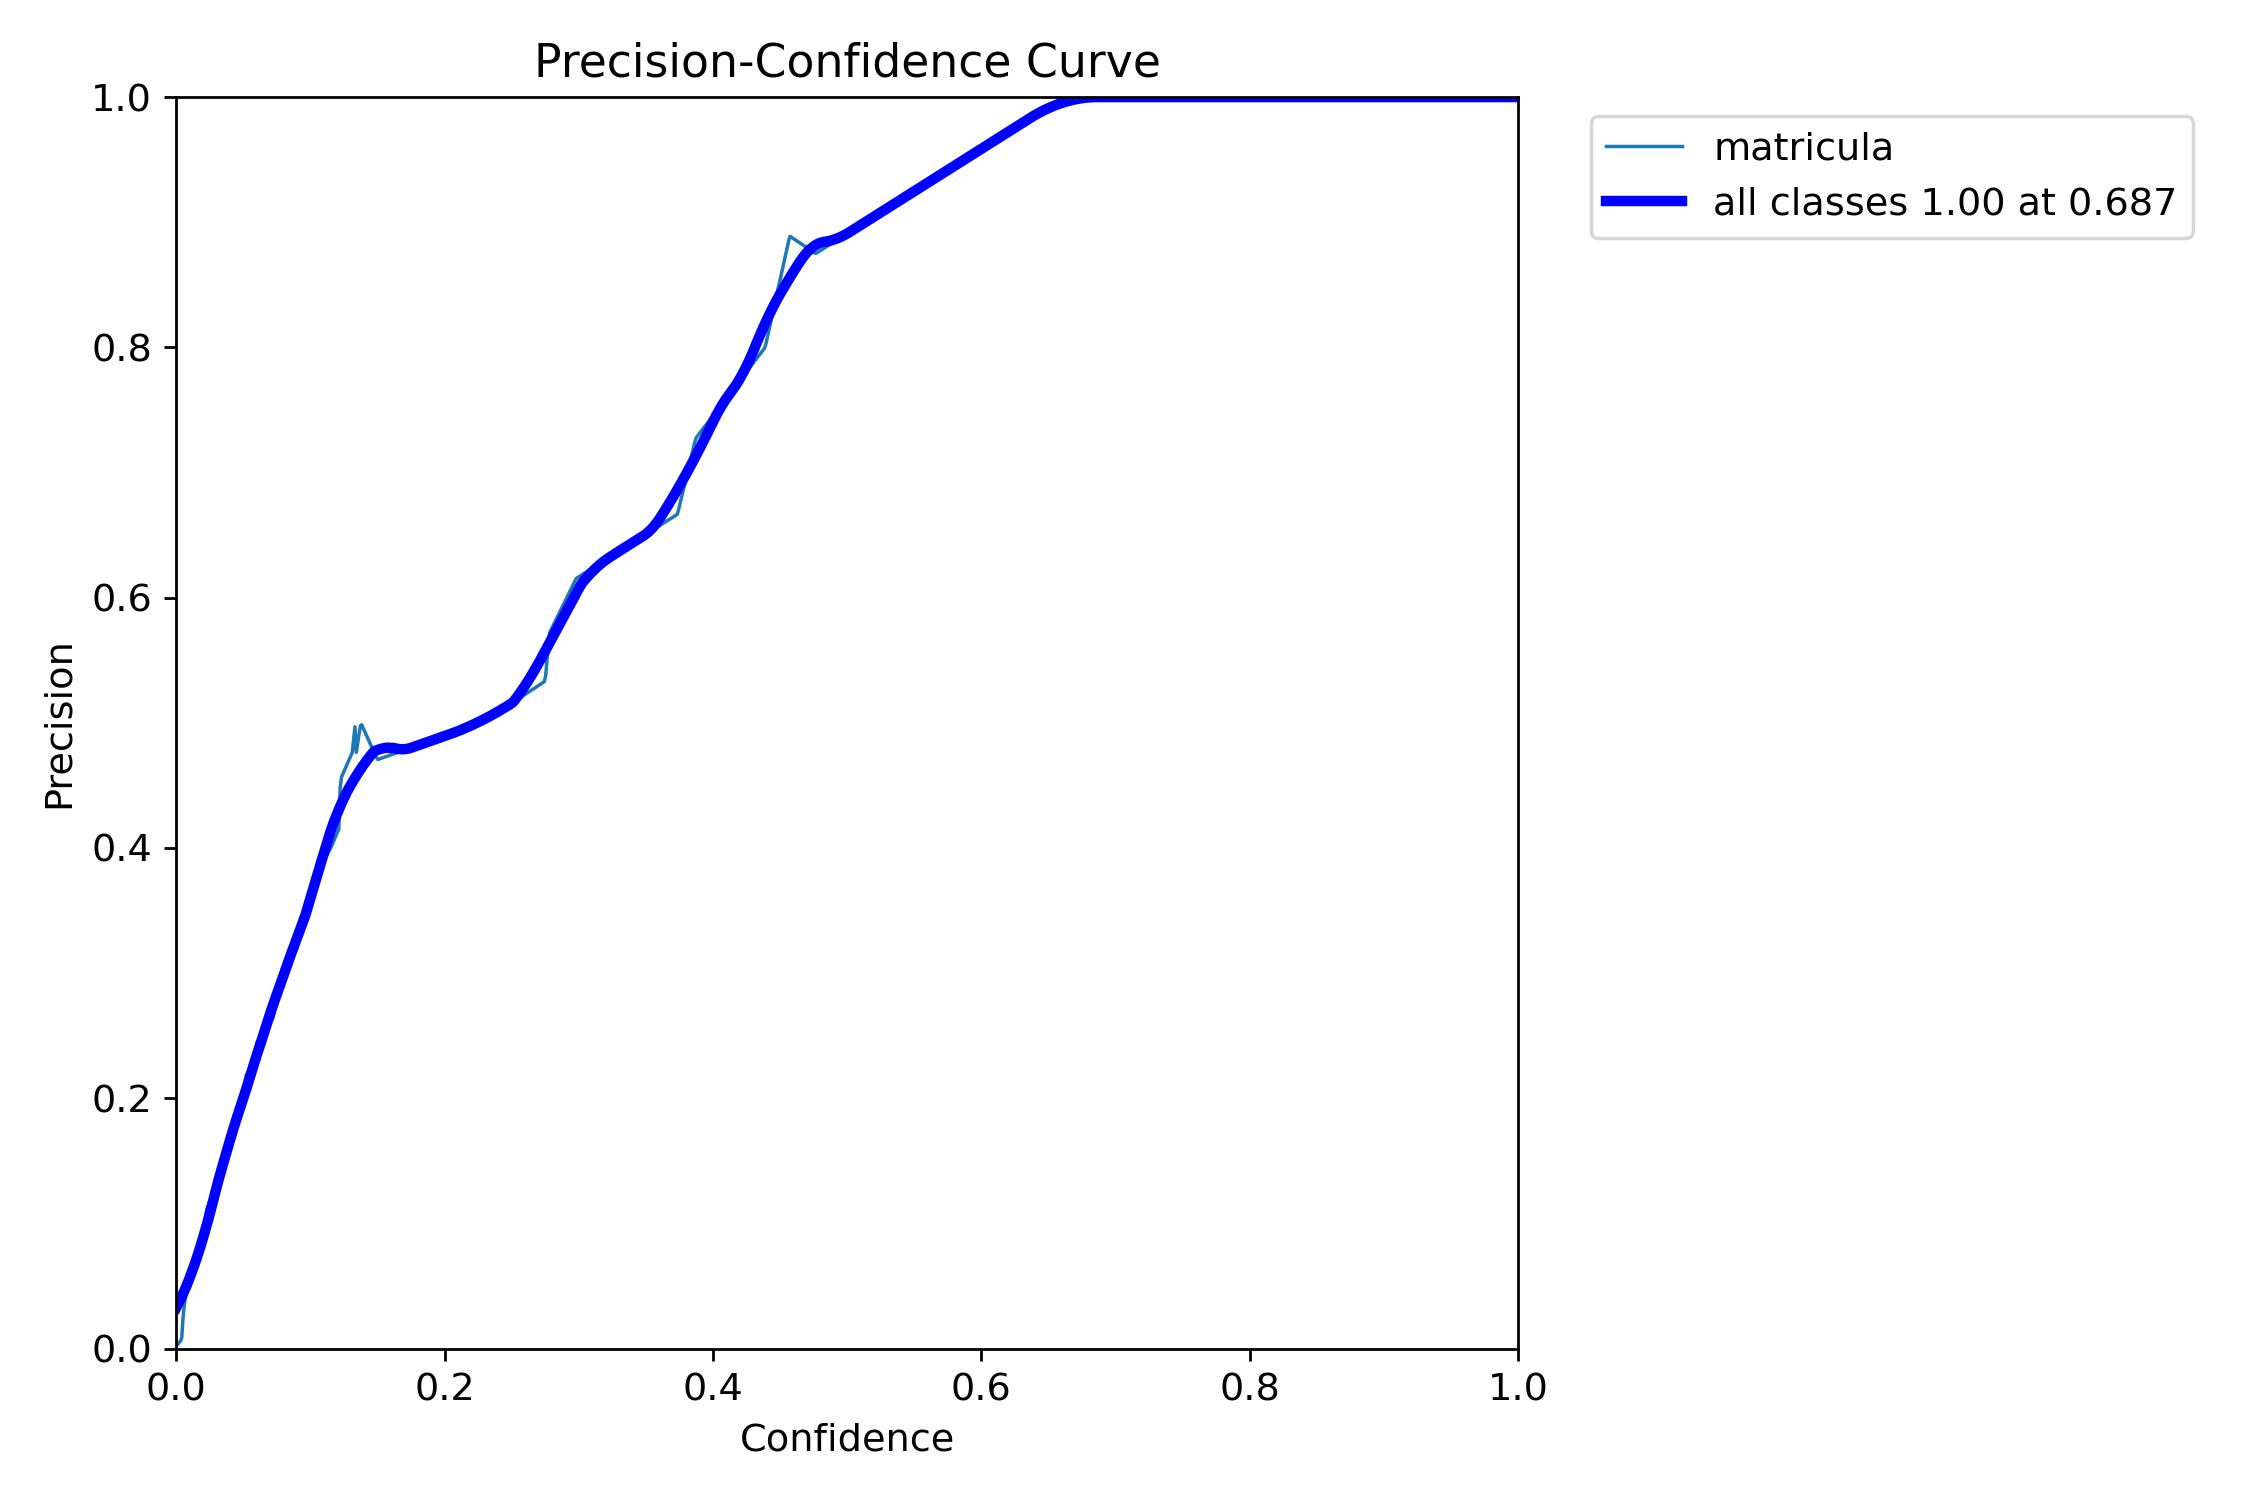 Precision-Confidence Curve
matricula
all classes 1.00 at 0.687
Precision
1.0
0.8
0.6
0.4
0.2
0.0
0.0 0.2 0.4 0.6 0.8 1.0
Confidence